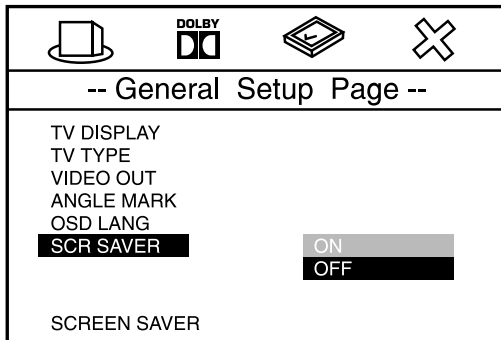 DOLBY
-- General Setup Page --
TV DISPLAY
TV TYPE
VIDEO OUT
ANGLE MARK
OSD LANG
SCR SAVER ON
OFF
SCREEN SAVER